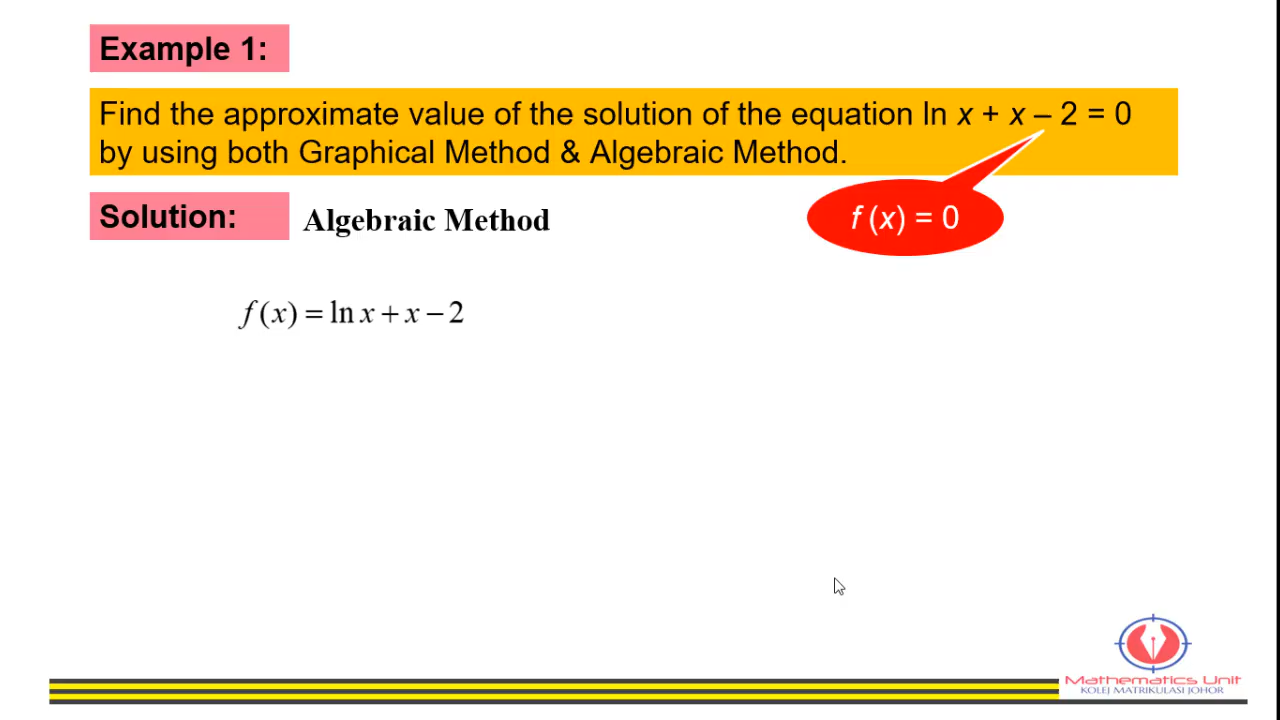 Example 1:
Find the approximate value of the solution of the equation ln x + x – 2 = 0
by using both Graphical Method & Algebraic Method.
Solution:
Algebraic Method
f (x) = 0
f (x) = ln x + x − 2
Mathematics Unit
KOLEJ MATRIKULASI JOHOR